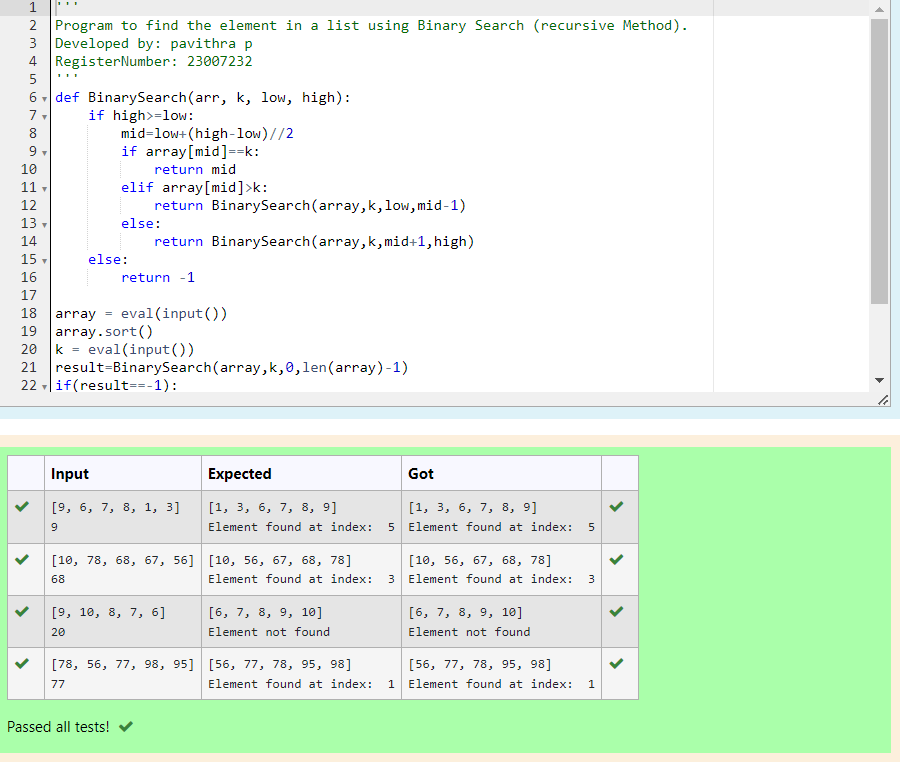 1 '''
2 Program to find the element in a list using Binary Search (recursive Method).
3 Developed by: pavithra p
4 RegisterNumber: 23007232
5 '''
6 def BinarySearch(arr, k, low, high):
7     if high>=low:
8         mid=low+(high-low)//2
9         if array[mid]==k:
10             return mid
11         elif array[mid]>k:
12             return BinarySearch(array,k,low,mid-1)
13         else:
14             return BinarySearch(array,k,mid+1,high)
15     else:
16         return -1
17
18 array = eval(input())
19 array.sort()
20 k = eval(input())
21 result=BinarySearch(array,k,0,len(array)-1)
22 if(result==-1):
Input Expected Got
[9, 6, 7, 8, 1, 3] [1, 3, 6, 7, 8, 9] [1, 3, 6, 7, 8, 9]
9 Element found at index:  5 Element found at index:  5
[10, 78, 68, 67, 56] [10, 56, 67, 68, 78] [10, 56, 67, 68, 78]
68 Element found at index:  3 Element found at index:  3
[9, 10, 8, 7, 6] [6, 7, 8, 9, 10] [6, 7, 8, 9, 10]
20 Element not found Element not found
[78, 56, 77, 98, 95] [56, 77, 78, 95, 98] [56, 77, 78, 95, 98]
77 Element found at index:  1 Element found at index:  1
Passed all tests!